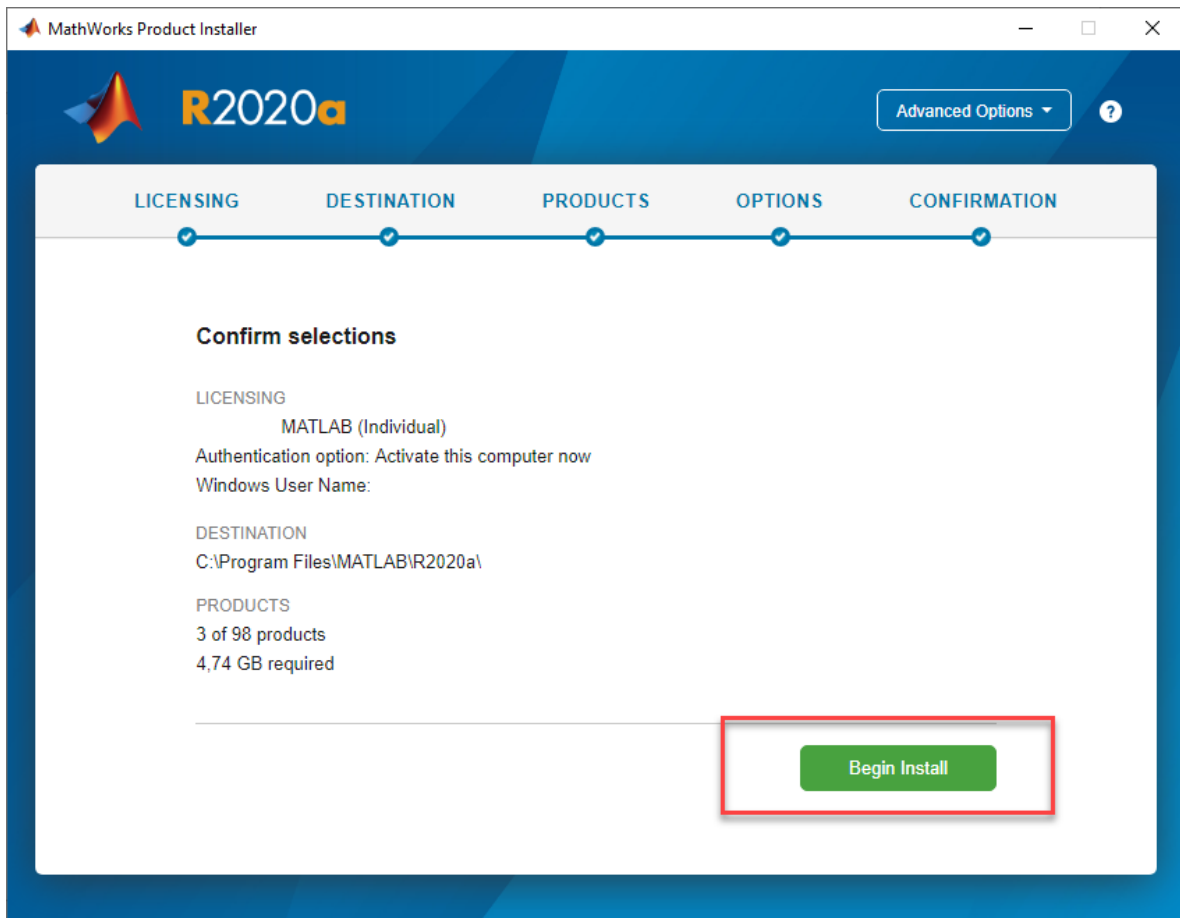 MathWorks Product Installer
R2020a
Advanced Options
?
LICENSING DESTINATION PRODUCTS OPTIONS CONFIRMATION
Confirm selections
LICENSING
MATLAB (Individual)
Authentication option: Activate this computer now
Windows User Name:
DESTINATION
C:\Program Files\MATLAB\R2020a\
PRODUCTS
3 of 98 products
4,74 GB required
Begin Install